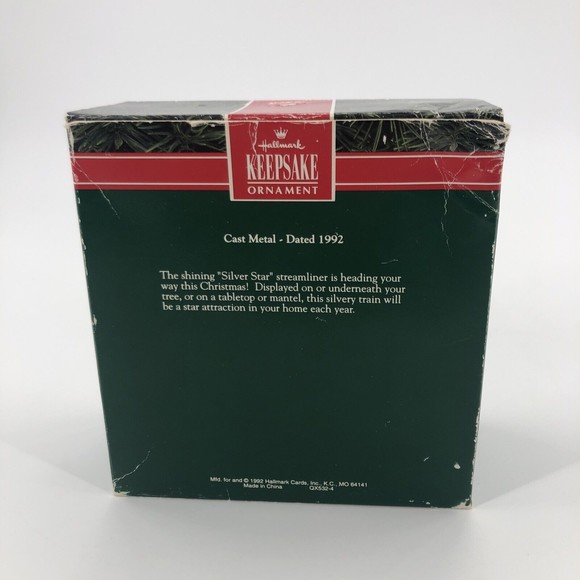 Hallmark
KEEPSAKE
ORNAMENT
Cast Metal - Dated 1992
The shining "Silver Star" streamliner is heading your
way this Christmas! Displayed on or underneath your
tree, or on a tabletop or mantel, this silvery train will
be a star attraction in your home each year.
Mfd. for and © 1992 Hallmark Cards, Inc., K.C., MO 64141
Made in China QX532-4